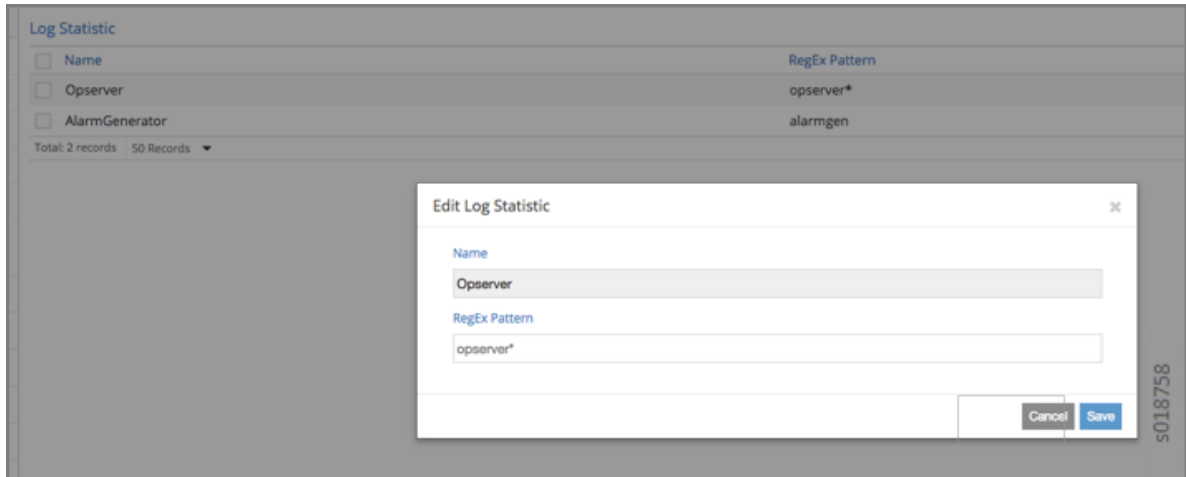 Log Statistic
Name RegEx Pattern
Opserver opserver*
AlarmGenerator alarmgen
Total: 2 records 50 Records
Edit Log Statistic
Name
Opserver
RegEx Pattern
opserver*
Cancel Save
s018758